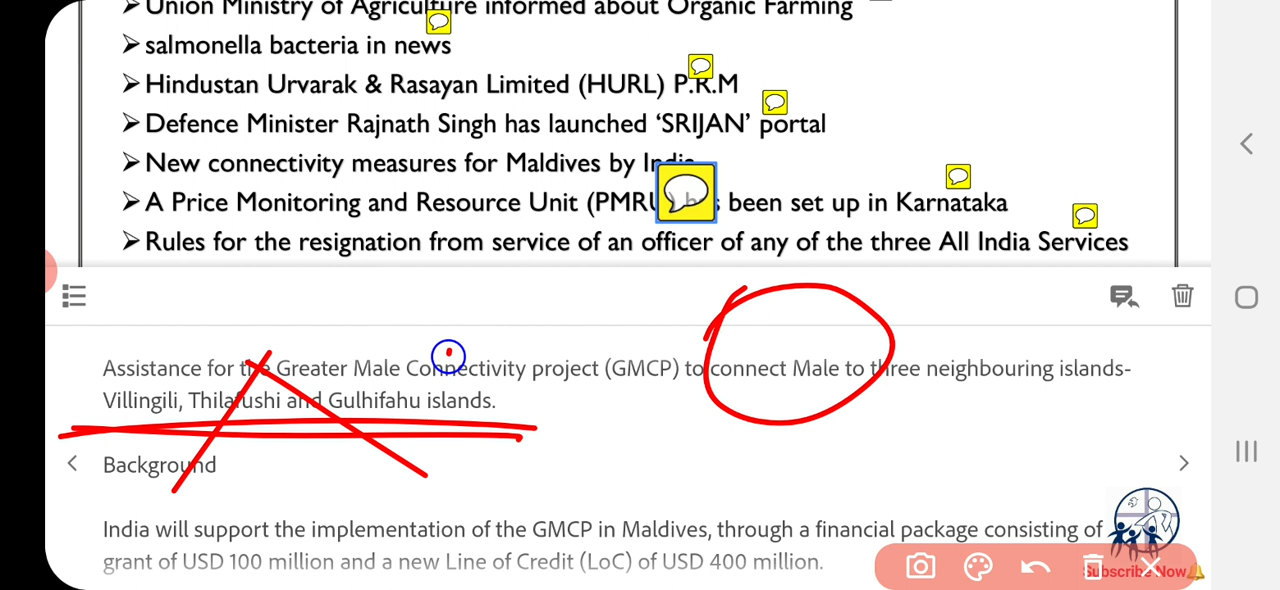 ➢Union Ministry of Agriculture informed about Organic Farming
➢salmonella bacteria in news
➢Hindustan Urvarak & Rasayan Limited (HURL) P.R.M
➢Defence Minister Rajnath Singh has launched ‘SRIJAN’ portal
➢New connectivity measures for Maldives by India
➢A Price Monitoring and Resource Unit (PMRU) has been set up in Karnataka
➢Rules for the resignation from service of an officer of any of the three All India Services
Assistance for the Greater Male Connectivity project (GMCP) to connect Male to three neighbouring islands-
Villingili, Thilafushi and Gulhifahu islands.
Background
India will support the implementation of the GMCP in Maldives, through a financial package consisting of
grant of USD 100 million and a new Line of Credit (LoC) of USD 400 million.
Subscribe Now